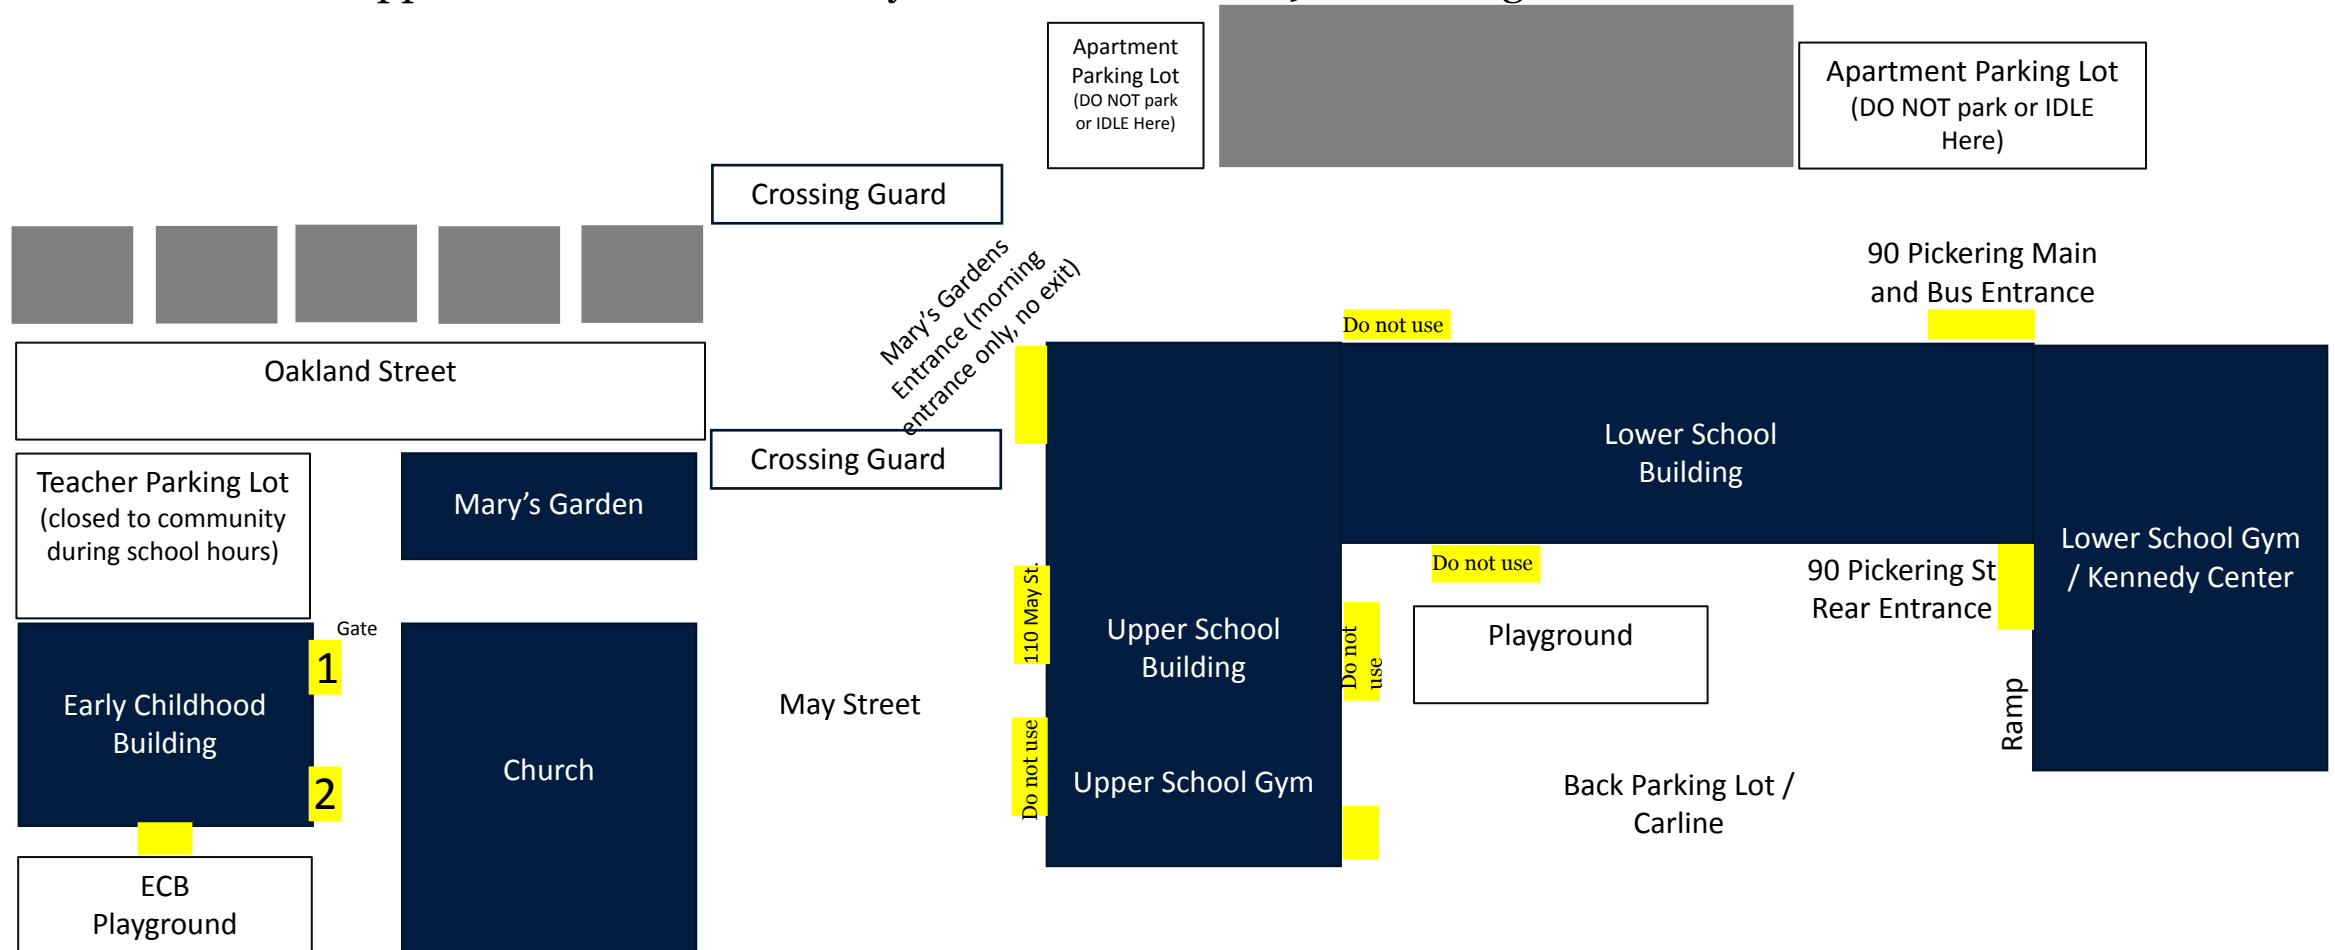 Apartment
Parking Lot
(DO NOT park
or IDLE Here)
Apartment Parking Lot
(DO NOT park or IDLE
Here)
Crossing Guard
Mary's Gardens
Entrance (morning
entrance only, no exit)
90 Pickering Main
and Bus Entrance
Do not use
Oakland Street
Crossing Guard
Lower School
Building
Teacher Parking Lot
(closed to community
during school hours)
Mary's Garden
Lower School Gym
/ Kennedy Center
Do not use
90 Pickering St
Rear Entrance
110 May St.
Gate
1
Upper School
Building
Do not
use
Playground
Early Childhood
Building
May Street
Ramp
2
Church
Do not use
Upper School Gym
Back Parking Lot /
Carline
ECB
Playground